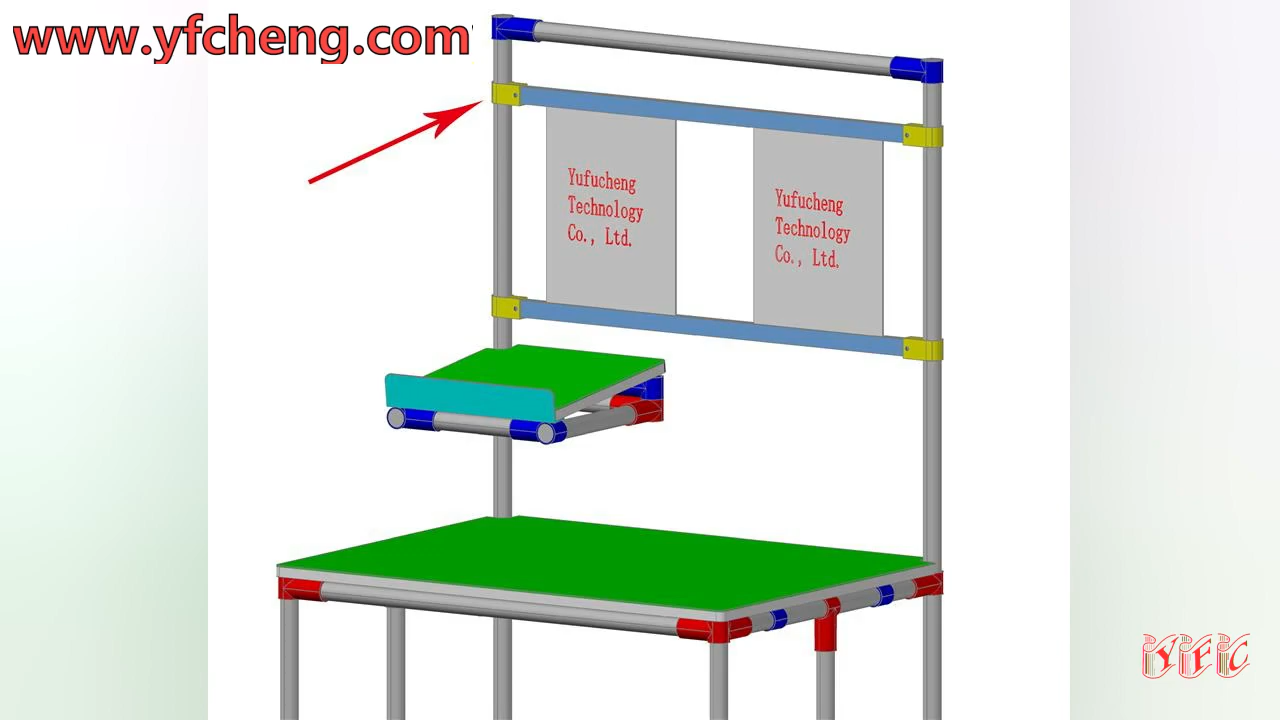 www.yfcheng.com
Yufucheng
Technology
Co., Ltd.
Yufucheng
Technology
Co., Ltd.
YFC